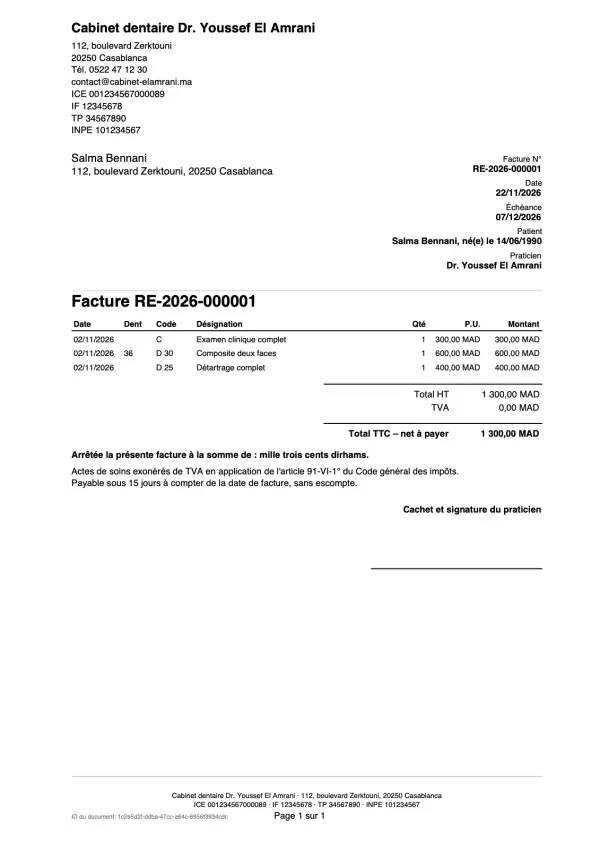 Cabinet dentaire Dr. Youssef El Amrani
112, boulevard Zerktouni
20250 Casablanca
Tél. 0522 47 12 30
contact@cabinet-elamrani.ma
ICE 001234567000089
IF 12345678
TP 34567890
INPE 101234567
Salma Bennani
112, boulevard Zerktouni, 20250 Casablanca
Facture N°
RE-2026-000001
Date
22/11/2026
Échéance
07/12/2026
Patient
Salma Bennani, né(e) le 14/06/1990
Praticien
Dr. Youssef El Amrani
Facture RE-2026-000001
Date Dent Code Désignation Qté P.U. Montant
02/11/2026 C Examen clinique complet 1 300,00 MAD 300,00 MAD
02/11/2026 36 D 30 Composite deux faces 1 600,00 MAD 600,00 MAD
02/11/2026 D 25 Détartrage complet 1 400,00 MAD 400,00 MAD
Total HT 1 300,00 MAD
TVA 0,00 MAD
Total TTC – net à payer 1 300,00 MAD
Arrêtée la présente facture à la somme de : mille trois cents dirhams.
Actes de soins exonérés de TVA en application de l'article 91-VI-1° du Code général des impôts.
Payable sous 15 jours à compter de la date de facture, sans escompte.
Cachet et signature du praticien
Cabinet dentaire Dr. Youssef El Amrani · 112, boulevard Zerktouni, 20250 Casablanca
ICE 001234567000089 · IF 12345678 · TP 34567890 · INPE 101234567
ID du document: Page 1 sur 1